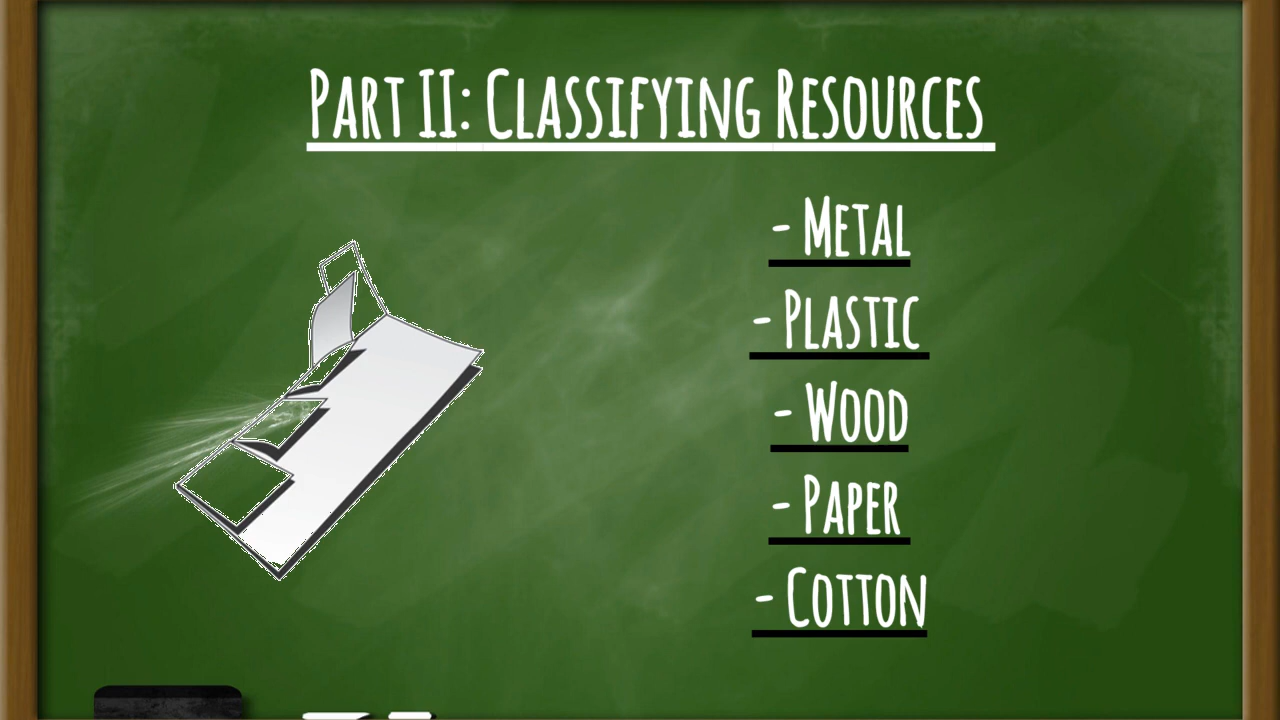 Part II: Classifying Resources
- Metal
- Plastic
- Wood
- Paper
- Cotton